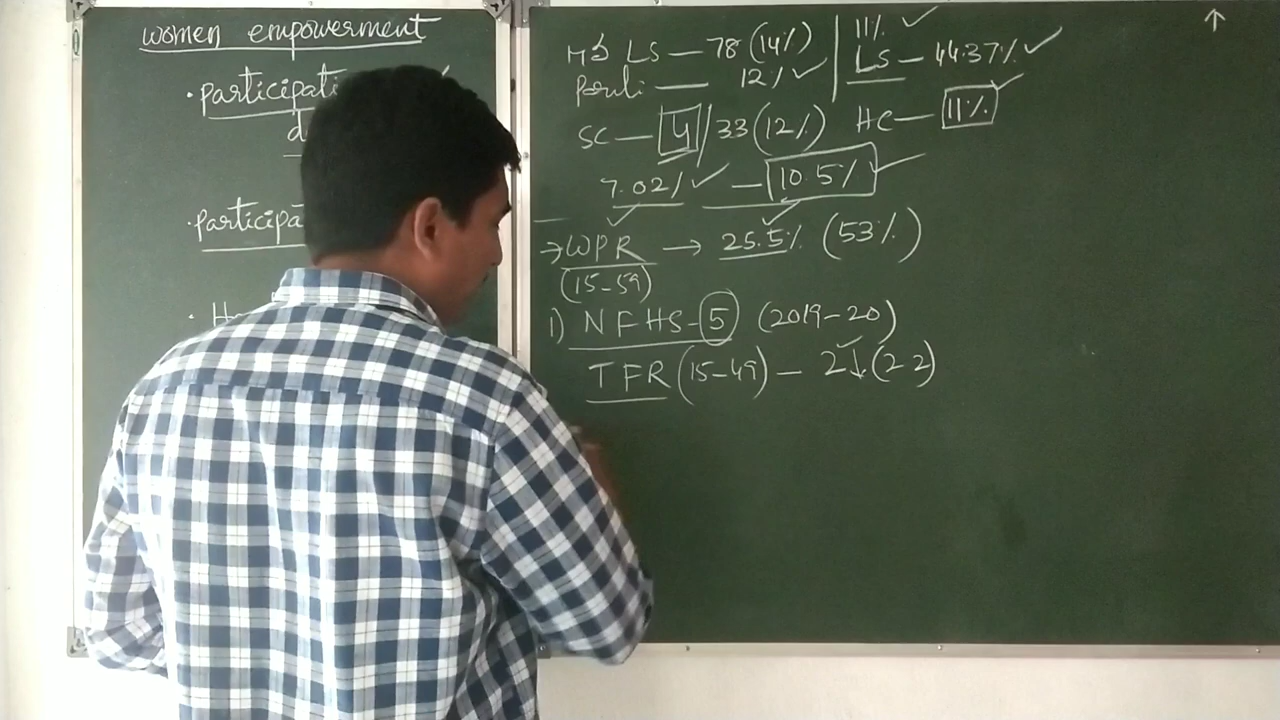 women empowerment
· participati
d
· participa
· H
LS — 78 (14%)
— 12% ✓
11% ✓
LS — 44.37% ✓
SC — 4/33 (12%) HC — 11%
7.02% ✓ — 10.5% ✓
→ WPR → 25.5% (53%)
(15-59)
1) NFHS-5 (2019-20)
TFR (15-49) — 2↓ (2.2)
↑